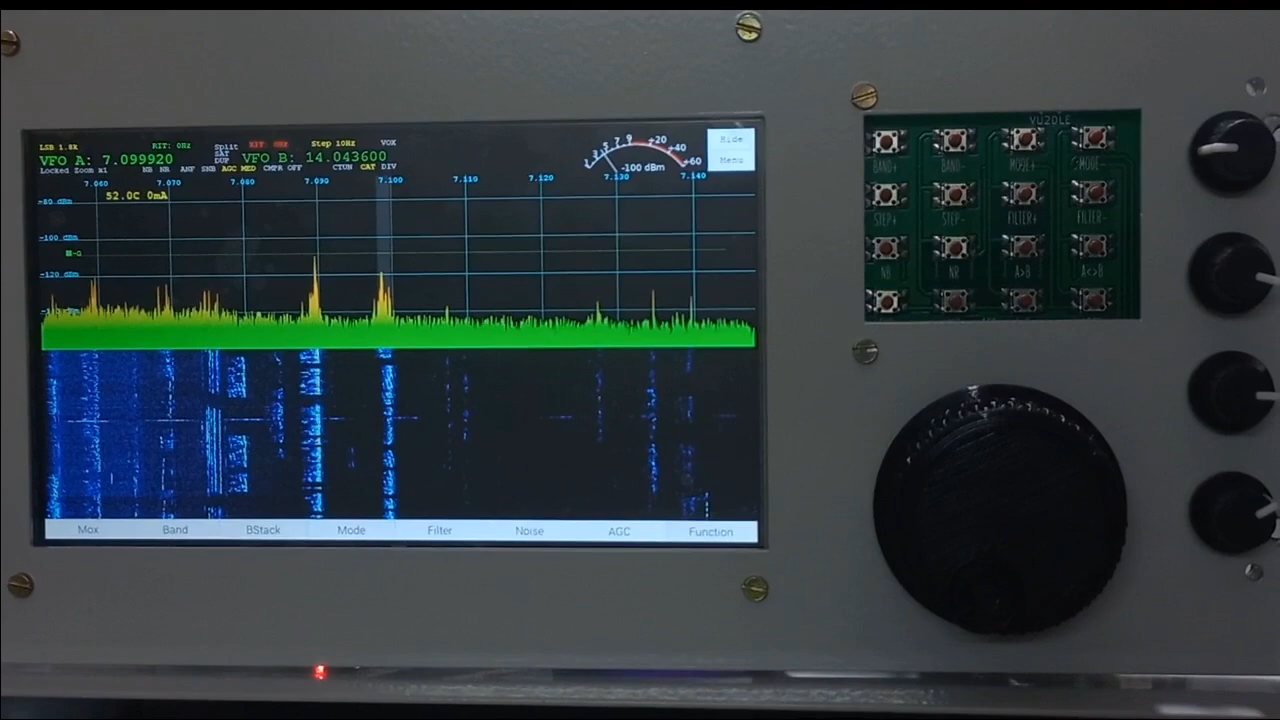 LSB 1.8k RIT: 0Hz Split XIT: 0Hz Step 10Hz VOX
SAT
VFO A: 7.099920 DUP VFO B: 14.043600
Locked Zoom x1 NB NR ANF SNB AGC MED CMPR OFF CTUN CAT DIV
3 5 7 9 +20 +40 +60
-100 dBm
Hide
Menu
7.060 7.070 7.080 7.090 7.100 7.110 7.120 7.130 7.140
52.0C 0mA
-80 dBm
-100 dBm
-G
-120 dBm
Mox Band BStack Mode Filter Noise AGC Function
VU2DLE
BAND+ BAND- MODE+ MODE-
STEP+ STEP- FILTER+ FILTER-
NB NR A>B A<>B